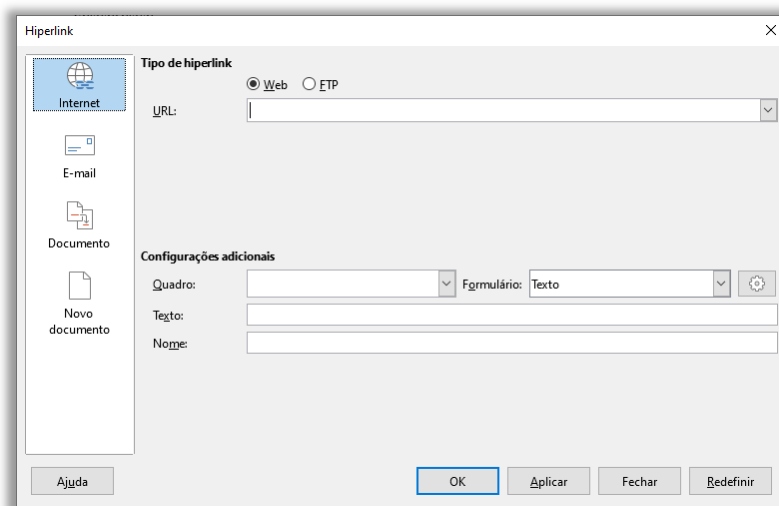 Hiperlink
Internet
E-mail
Documento
Novo
documento
Tipo de hiperlink
Web FTP
URL:
Configurações adicionais
Quadro: Formulário: Texto
Texto:
Nome:
Ajuda OK Aplicar Fechar Redefinir